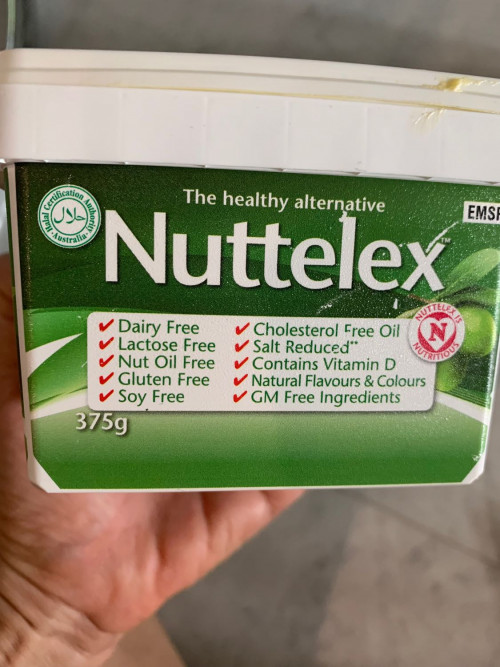 The healthy alternative
Nuttelex™
Halal Certification Authority
حلال
Australia
EMSF
✔ Dairy Free
✔ Lactose Free
✔ Nut Oil Free
✔ Gluten Free
✔ Soy Free
✔ Cholesterol Free Oil
✔ Salt Reduced**
✔ Contains Vitamin D
✔ Natural Flavours & Colours
✔ GM Free Ingredients
NUTTELEX IS
N
NUTRITIOUS
375g